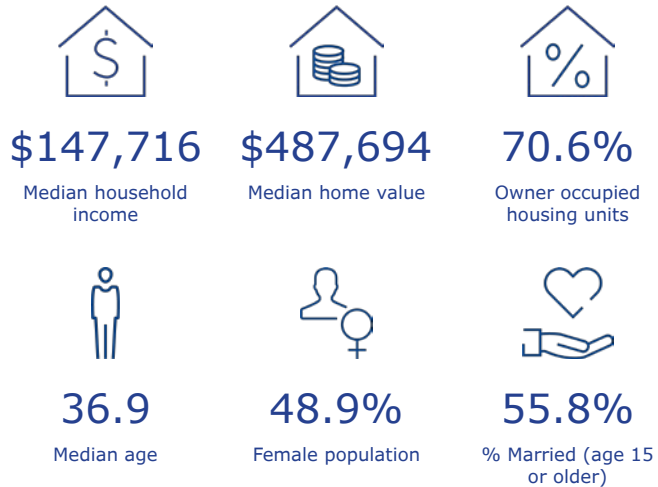 $
%
$147,716
$487,694
70.6%
Median household
income
Median home value
Owner occupied
housing units
36.9
48.9%
55.8%
Median age
Female population
% Married (age 15
or older)